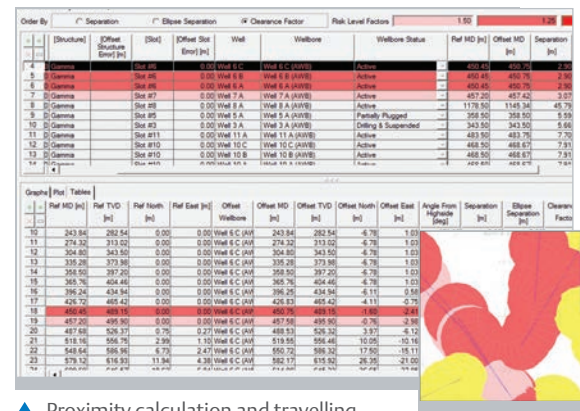 Order By Separation Ellipse Separation Clearance Factor Risk Level Factors 1.50 1.25
[Structure] [Offset Structure Error] [m] [Slot] [Offset Slot Error] [m] Well Wellbore Wellbore Status Ref MD [m] Offset MD [m] Separation [m]
4 D Gamma Slot #6 0.00 Well 6 C Well 6 C (AWB) Active 450.45 450.75 2.90
5 D Gamma Slot #6 0.00 Well 6 B Well 6 B (AWB) Active 450.45 450.75 2.90
6 D Gamma Slot #6 0.00 Well 6 A Well 6 A (AWB) Active 450.45 450.75 2.90
7 D Gamma Slot #7 0.00 Well 7 A Well 7 A (AWB) Active 457.20 457.42 3.07
8 D Gamma Slot #8 0.00 Well 8 A Well 8 A (AWB) Active 1178.50 1145.34 45.79
9 D Gamma Slot #5 0.00 Well 5 A Well 5 A (AWB) Partially Plugged 358.50 358.50 5.59
10 D Gamma Slot #3 0.00 Well 3 A Well 3 A (AWB) Drilling & Suspended 343.50 343.50 5.66
11 D Gamma Slot #11 0.00 Well 11 A Well 11 A (AWB) Active 483.50 483.75 7.70
12 D Gamma Slot #10 0.00 Well 10 C Well 10 C (AWB) Active 468.50 468.67 7.91
13 D Gamma Slot #10 0.00 Well 10 B Well 10 B (AWB) Active 468.50 468.67 7.91
Graphs Plot Tables
Ref MD [m] Ref TVD [m] Ref North [m] Ref East [m] Offset Wellbore Offset MD [m] Offset TVD [m] Offset North [m] Offset East [m] Angle From Highside [deg] Separation [m] Ellipse Separation [m] Clearance Facto
10 243.84 282.54 0.00 0.00 Well 6 C (AW 243.84 282.54 -6.78 1.03
11 274.32 313.02 0.00 0.00 Well 6 C (AW 274.32 313.02 -6.78 1.03
12 304.80 343.50 0.00 0.00 Well 6 C (AW 304.80 343.50 -6.78 1.03
13 335.28 373.98 0.00 0.00 Well 6 C (AW 335.28 373.98 -6.78 1.03
14 358.50 397.20 0.00 0.00 Well 6 C (AW 358.50 397.20 -6.78 1.03
15 365.76 404.46 0.00 0.00 Well 6 C (AW 365.76 404.46 -6.78 1.03
16 396.24 434.94 0.00 0.00 Well 6 C (AW 396.25 434.94 -6.11 0.58
17 426.72 465.42 0.00 0.00 Well 6 C (AW 426.83 465.42 -4.11 -0.75
18 450.45 489.15 0.00 0.00 Well 6 C (AW 450.75 489.15 -1.60 -2.41
19 457.20 495.90 0.00 0.00 Well 6 C (AW 457.58 495.90 -0.76 -2.98
20 487.68 526.37 0.75 0.27 Well 6 C (AW 488.53 526.32 3.97 -6.12
21 518.16 556.75 2.99 1.10 Well 6 C (AW 519.55 556.46 10.05 -10.16
22 548.64 586.96 6.73 2.47 Well 6 C (AW 550.72 586.32 17.50 -15.11
23 579.12 616.93 11.94 4.38 Well 6 C (AW 582.17 615.92 26.35 -21.00
Proximity calculation and travelling